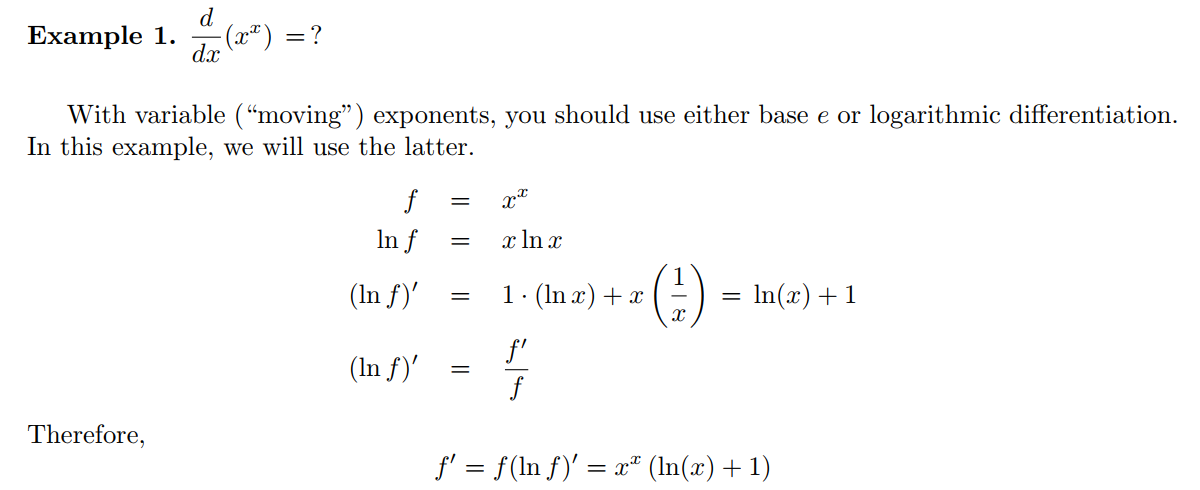 Example 1. $\frac{d}{dx}(x^x) = ?$
With variable (“moving”) exponents, you should use either base $e$ or logarithmic differentiation.
In this example, we will use the latter.
$f = x^x$
$\ln f = x \ln x$
$(\ln f)' = 1 \cdot (\ln x) + x \left(\frac{1}{x}\right) = \ln(x) + 1$
$(\ln f)' = \frac{f'}{f}$
Therefore,
$f' = f(\ln f)' = x^x (\ln(x) + 1)$